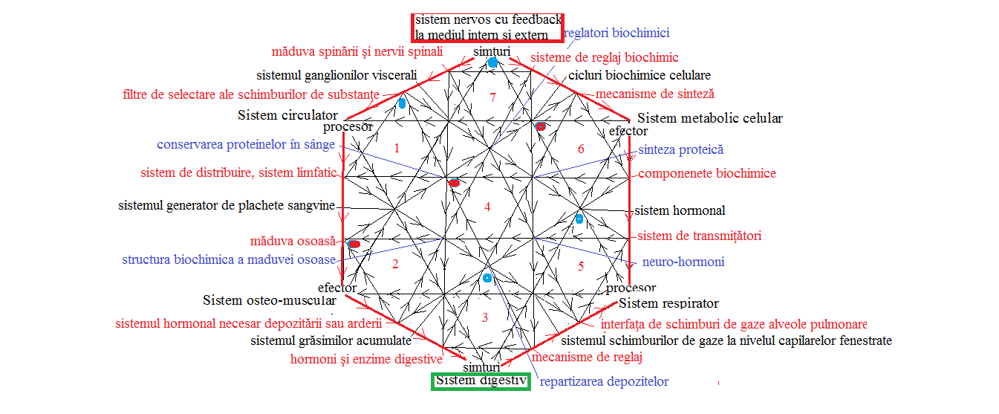 sistem nervos cu feedback
la mediul intern si extern
reglatori biochimici
măduva spinării şi nervii spinali
simturi
sisteme de reglaj biochimic
sistemul ganglionilor viscerali
cicluri biochimice celulare
filtre de selectare ale schimburilor de substanţe
7
mecanisme de sinteză
Sistem circulator
Sistem metabolic celular
procesor
efector
conservarea proteinelor în sânge
1
6
sinteza proteică
sistem de distribuire, sistem limfatic
componenete biochimice
sistemul generator de plachete sangvine
4
sistem hormonal
măduva osoasă
sistem de transmiţători
structura biochimica a maduvei osoase
2
5
neuro-hormoni
efector
procesor
Sistem osteo-muscular
Sistem respirator
3
sistemul hormonal necesar depozitării sau arderii
interfaţa de schimburi de gaze alveole pulmonare
sistemul grăsimilor acumulate
sistemul schimburilor de gaze la nivelul capilarelor fenestrate
hormoni şi enzime digestive
mecanisme de reglaj
simturi
Sistem digestiv
repartizarea depozitelor